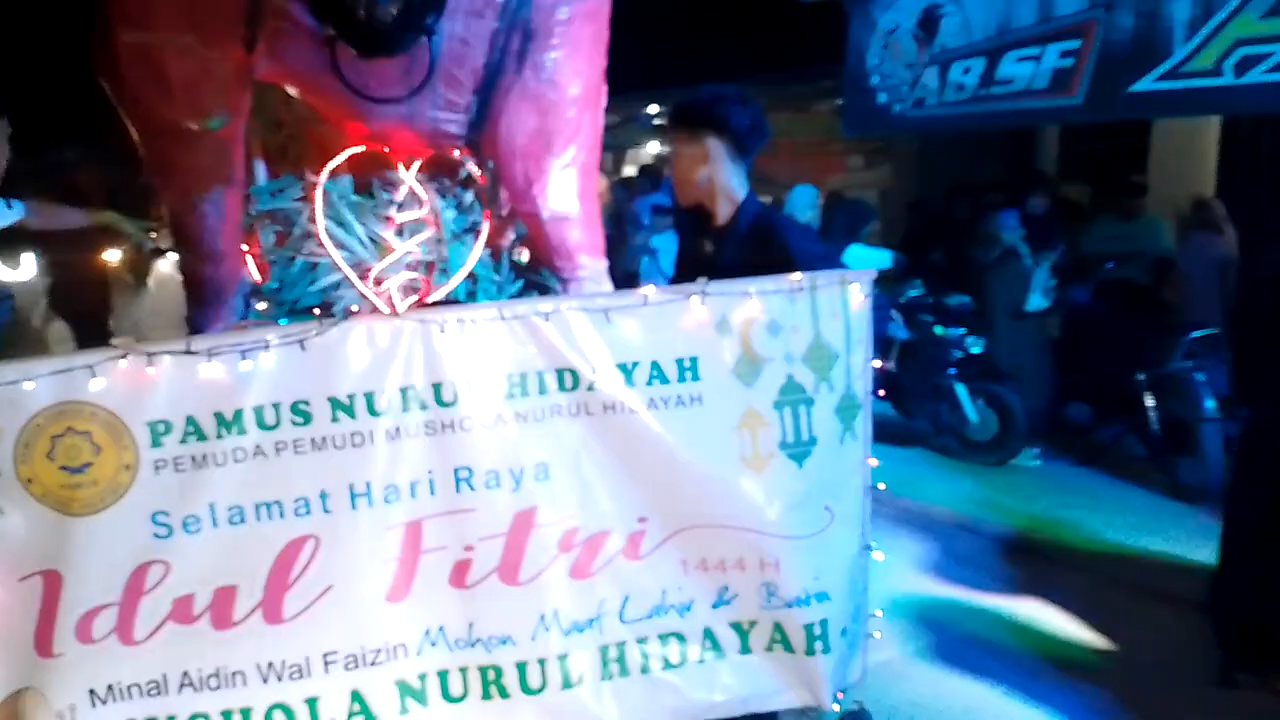 AB.SF
PAMUS NURUL HIDAYAH
PEMUDA PEMUDI MUSHOLA NURUL HIDAYAH
Selamat Hari Raya
Idul Fitri
1444 H
Minal Aidin Wal Faizin Mohon Maaf Lahir & Batin
MUSHOLA NURUL HIDAYAH